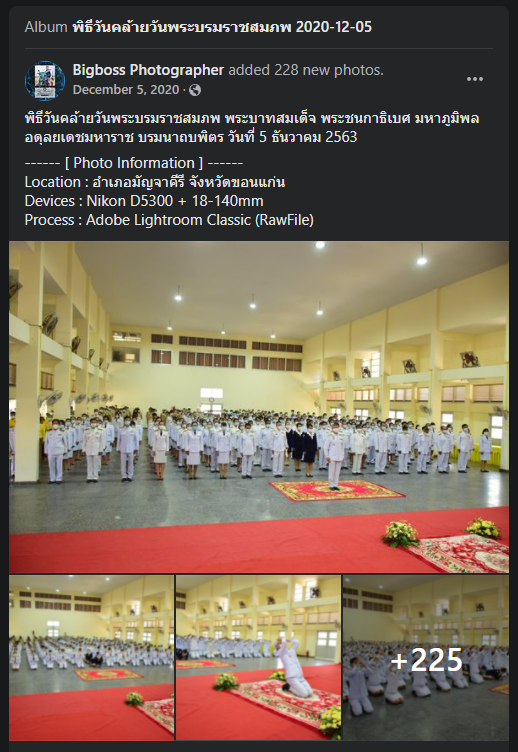 Album พิธีวันคล้ายวันพระบรมราชสมภพ 2020-12-05
Bigboss Photographer added 228 new photos.
December 5, 2020 ·
พิธีวันคล้ายวันพระบรมราชสมภพ พระบาทสมเด็จ พระชนกาธิเบศ มหาภูมิพล
อดุลยเดชมหาราช บรมนาถบพิตร วันที่ 5 ธันวาคม 2563
------ [ Photo Information ] ------
Location : อำเภอมัญจาคีรี จังหวัดขอนแก่น
Devices : Nikon D5300 + 18-140mm
Process : Adobe Lightroom Classic (RawFile)
+225